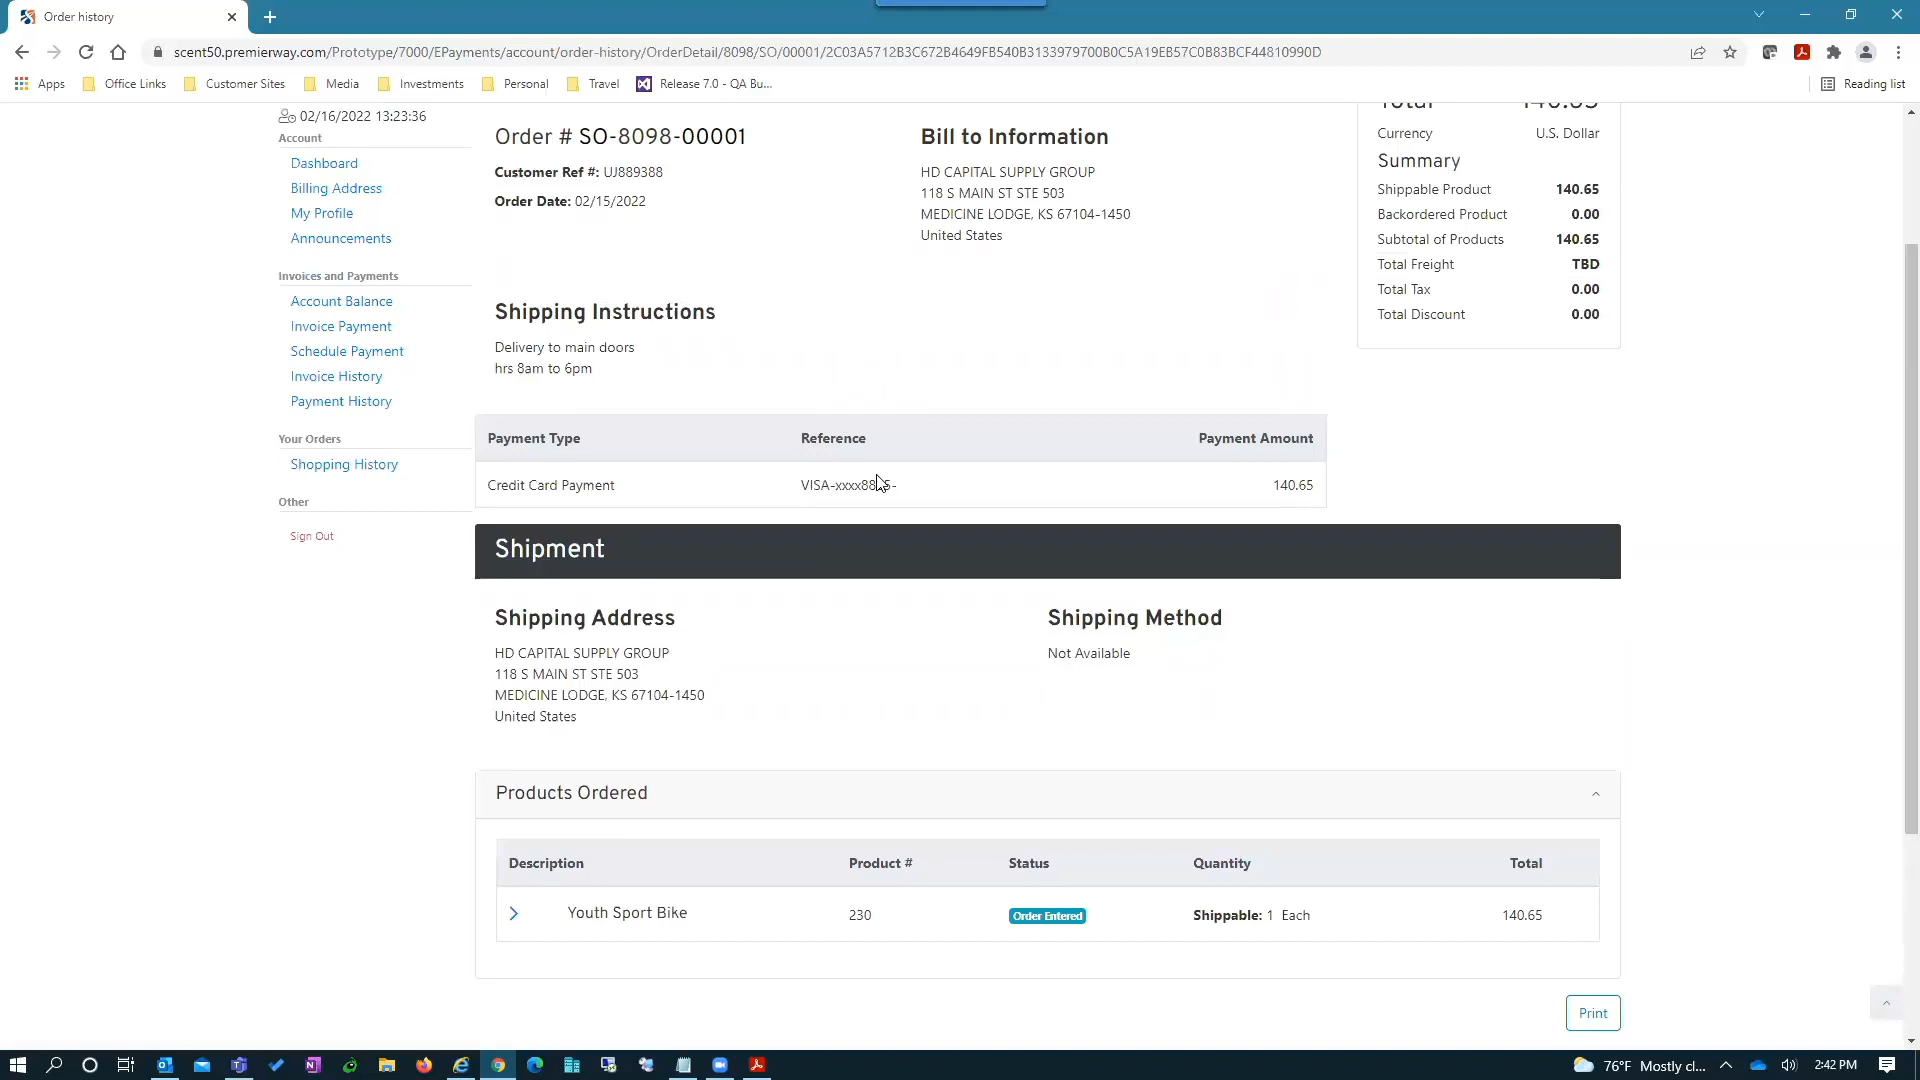 Order history
scent50.premierway.com/Prototype/7000/EPayments/account/order-history/OrderDetail/8098/SO/00001/2C03A5712B3C672B4649FB540B3133979700B0C5A19EB57C0B83BCF44810990D
Apps
Office Links
Customer Sites
Media
Investments
Personal
Travel
Release 7.0 - QA Bu...
Reading list
02/16/2022 13:23:36
Account
Dashboard
Billing Address
My Profile
Announcements
Invoices and Payments
Account Balance
Invoice Payment
Schedule Payment
Invoice History
Payment History
Your Orders
Shopping History
Other
Sign Out
Order # SO-8098-00001
Customer Ref #: UJ889388
Order Date: 02/15/2022
Bill to Information
HD CAPITAL SUPPLY GROUP
118 S MAIN ST STE 503
MEDICINE LODGE, KS 67104-1450
United States
Total 140.65
Currency U.S. Dollar
Summary
Shippable Product 140.65
Backordered Product 0.00
Subtotal of Products 140.65
Total Freight TBD
Total Tax 0.00
Total Discount 0.00
Shipping Instructions
Delivery to main doors
hrs 8am to 6pm
Payment Type Reference Payment Amount
Credit Card Payment 140.65
Shipment
Shipping Address
HD CAPITAL SUPPLY GROUP
118 S MAIN ST STE 503
MEDICINE LODGE, KS 67104-1450
United States
Shipping Method
Not Available
Products Ordered
Description Product # Status Quantity Total
Youth Sport Bike 230 Order Entered Shippable: 1 Each 140.65
Print
76°F Mostly cl...
2:42 PM